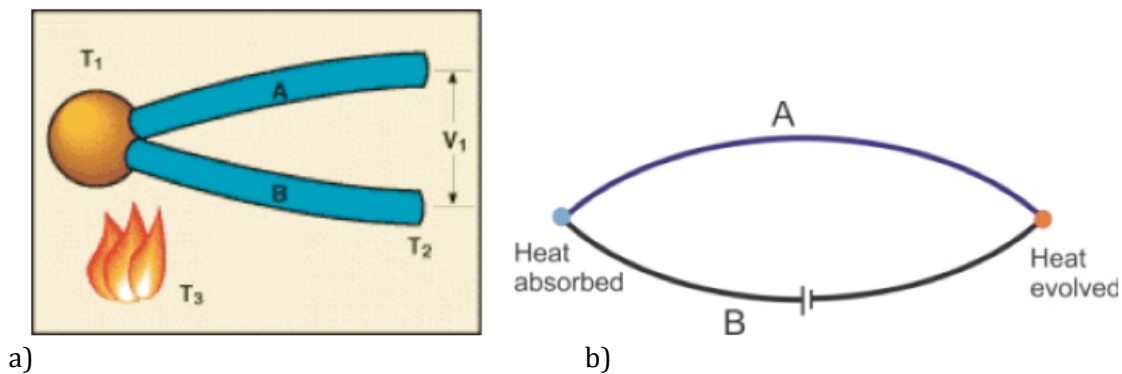 T₁
A
V₁
B
T₂
T₃
a)
A
Heat
absorbed
Heat
evolved
B
b)